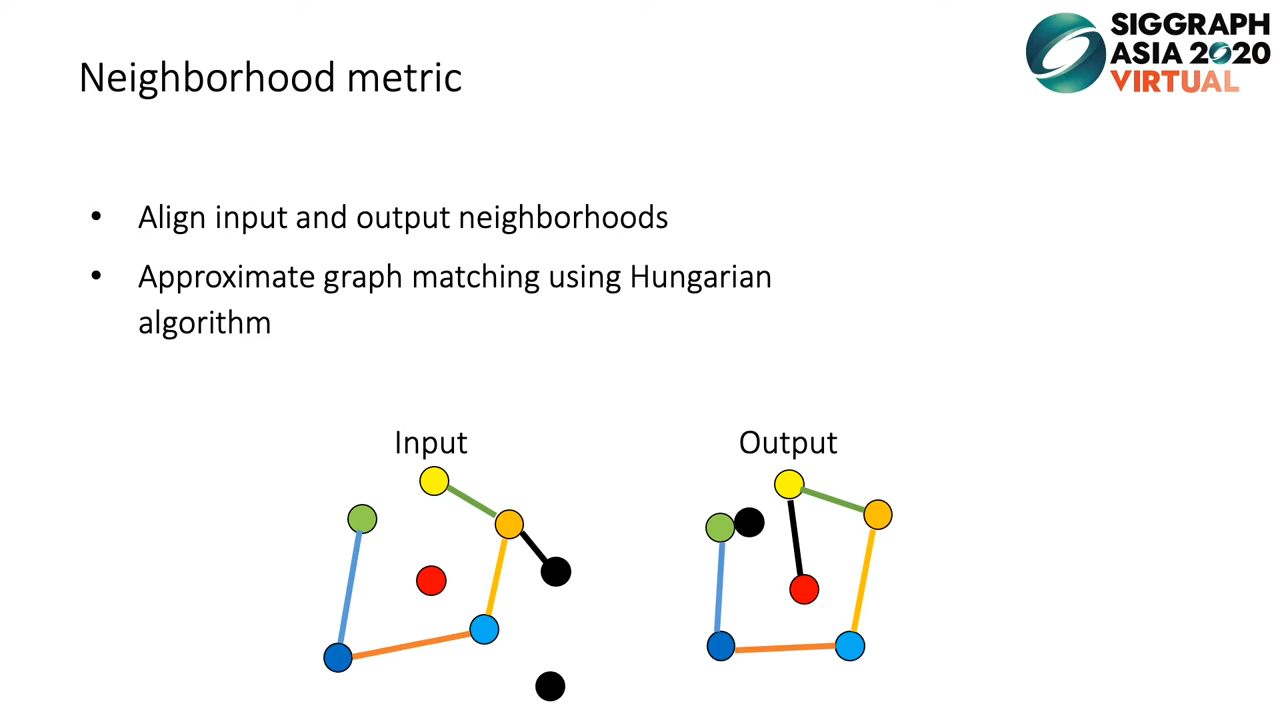 SIGGRAPH
ASIA 2020
VIRTUAL
Neighborhood metric
• Align input and output neighborhoods
• Approximate graph matching using Hungarian
algorithm
Input
Output